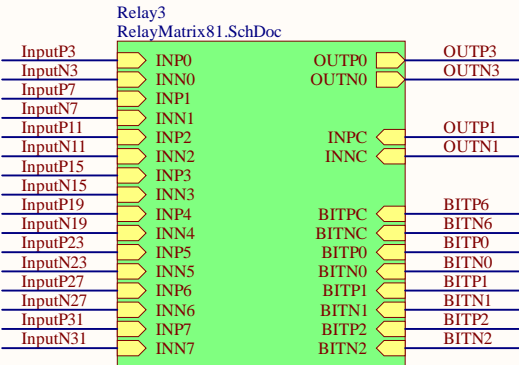 Relay3
RelayMatrix81.SchDoc
InputP3 INP0 OUTP0 OUTP3
InputN3 INN0 OUTN0 OUTN3
InputP7 INP1
InputN7 INN1
InputP11 INP2 INPC OUTP1
InputN11 INN2 INNC OUTN1
InputP15 INP3
InputN15 INN3
InputP19 INP4 BITPC BITP6
InputN19 INN4 BITNC BITN6
InputP23 INP5 BITP0 BITP0
InputN23 INN5 BITN0 BITN0
InputP27 INP6 BITP1 BITP1
InputN27 INN6 BITN1 BITN1
InputP31 INP7 BITP2 BITP2
InputN31 INN7 BITN2 BITN2